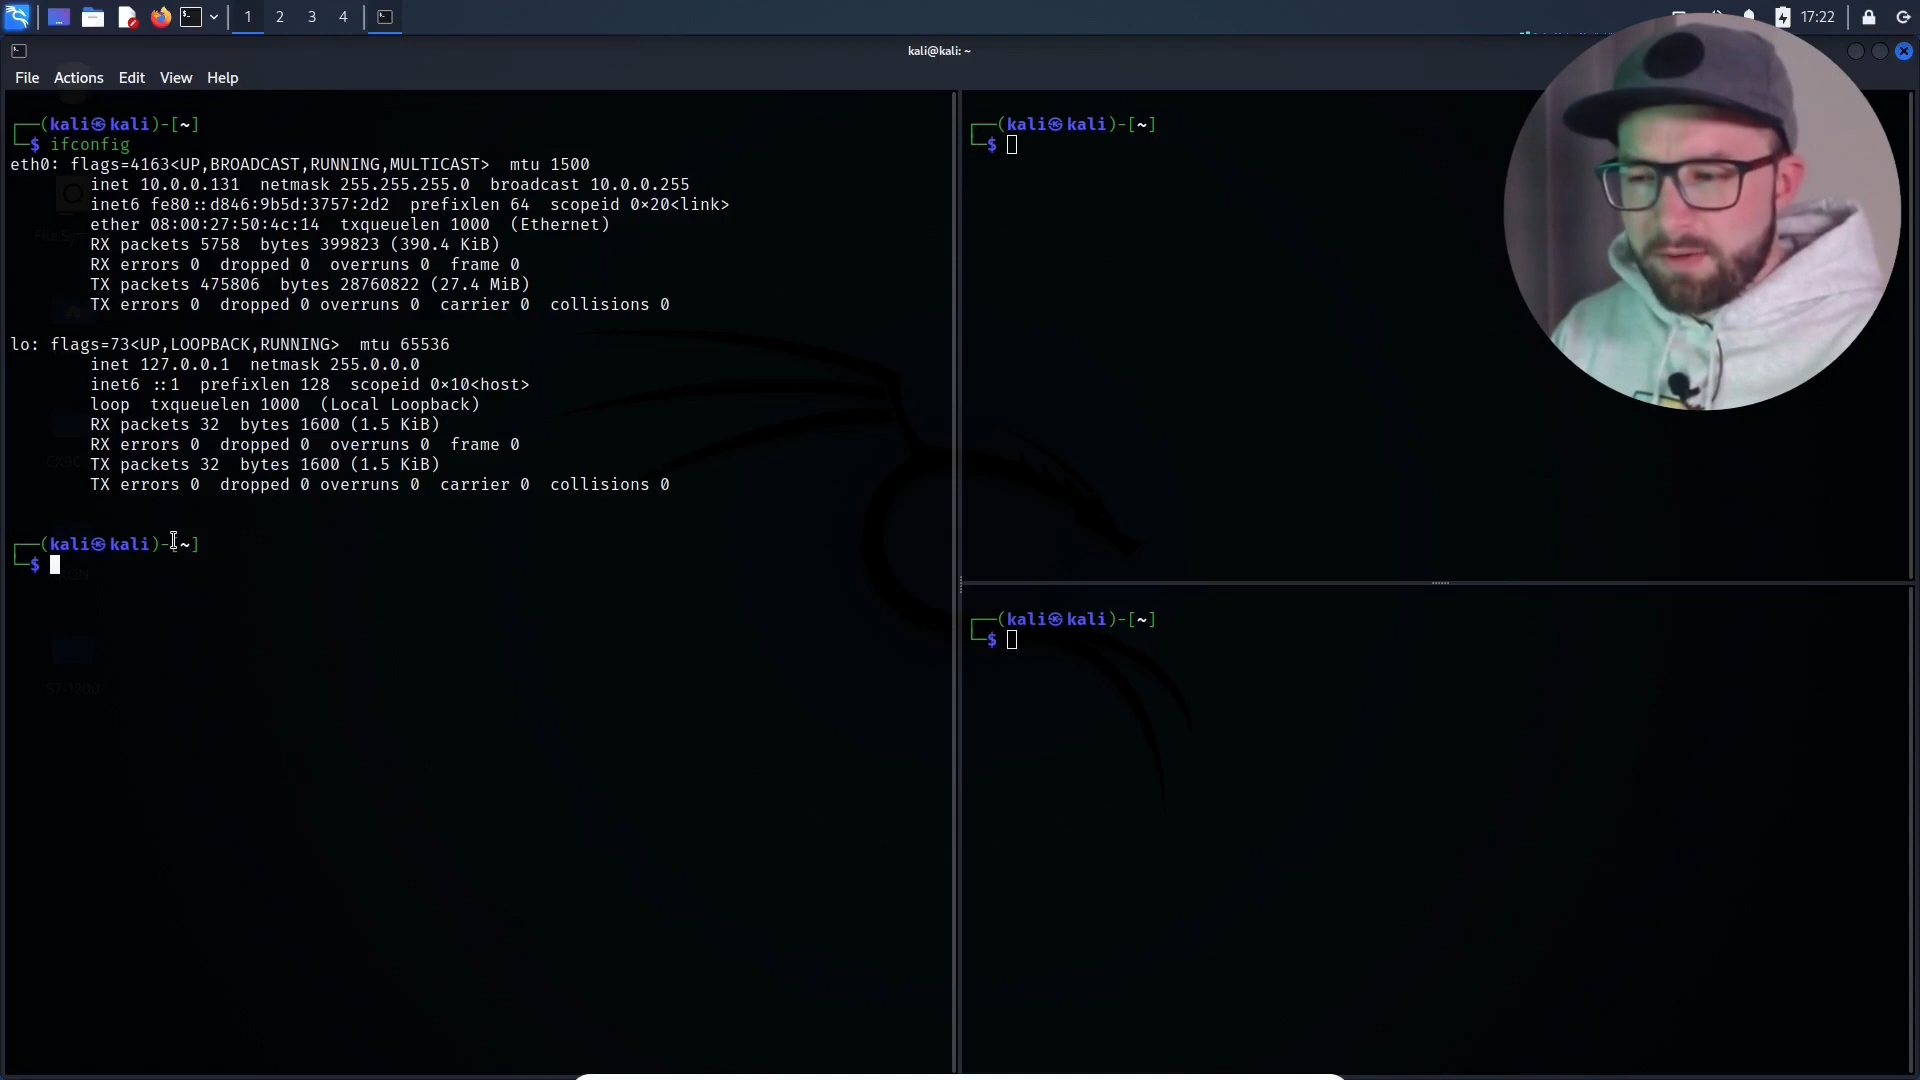 1 2 3 4 17:22
kali@kali: ~
File Actions Edit View Help
┌──(kali㉿kali)-[~]
└─$ ifconfig
eth0: flags=4163<UP,BROADCAST,RUNNING,MULTICAST>  mtu 1500
inet 10.0.0.131  netmask 255.255.255.0  broadcast 10.0.0.255
inet6 fe80::d846:9b5d:3757:2d2  prefixlen 64  scopeid 0×20<link>
ether 08:00:27:50:4c:14  txqueuelen 1000  (Ethernet)
RX packets 5758  bytes 399823 (390.4 KiB)
RX errors 0  dropped 0  overruns 0  frame 0
TX packets 475806  bytes 28760822 (27.4 MiB)
TX errors 0  dropped 0 overruns 0  carrier 0  collisions 0
lo: flags=73<UP,LOOPBACK,RUNNING>  mtu 65536
inet 127.0.0.1  netmask 255.0.0.0
inet6 ::1  prefixlen 128  scopeid 0×10<host>
loop  txqueuelen 1000  (Local Loopback)
RX packets 32  bytes 1600 (1.5 KiB)
RX errors 0  dropped 0  overruns 0  frame 0
TX packets 32  bytes 1600 (1.5 KiB)
TX errors 0  dropped 0 overruns 0  carrier 0  collisions 0
┌──(kali㉿kali)-[~]
└─$
S7-1200
┌──(kali㉿kali)-[~]
└─$
┌──(kali㉿kali)-[~]
└─$